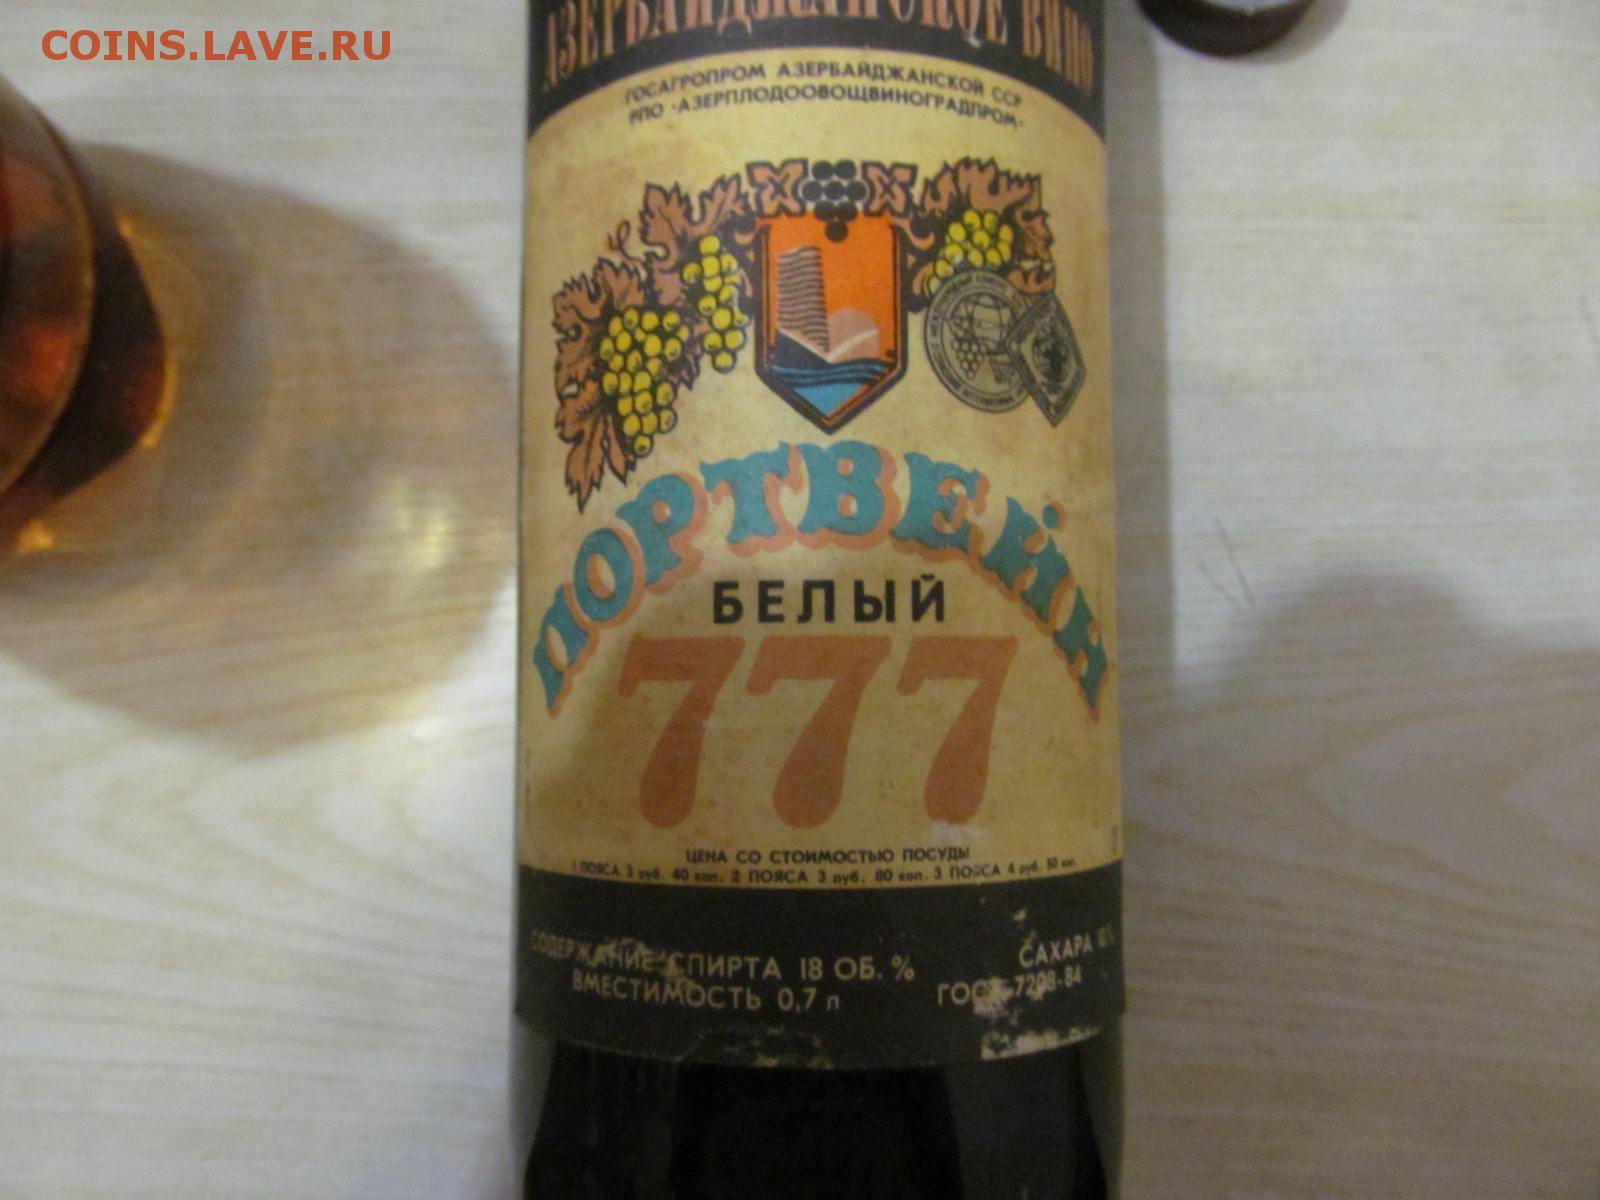 COINS.LAVE.RU
АЗЕРБАЙДЖАНСКОЕ ВИНО
ГОСАГРОПРОМ АЗЕРБАЙДЖАНСКОЙ ССР
РПО "АЗЕРПЛОДООВОЩВИНОГРАДПРОМ"
ПОРТВЕЙН
БЕЛЫЙ
777
ЦЕНА СО СТОИМОСТЬЮ ПОСУДЫ
1 ПОЯСА 3 руб. 40 коп. 2 ПОЯСА 3 руб. 80 коп. 3 ПОЯСА 4 руб. 50 коп.
СОДЕРЖАНИЕ СПИРТА 18 ОБ. % САХАРА 10%
ВМЕСТИМОСТЬ 0,7 л ГОСТ 7208-84